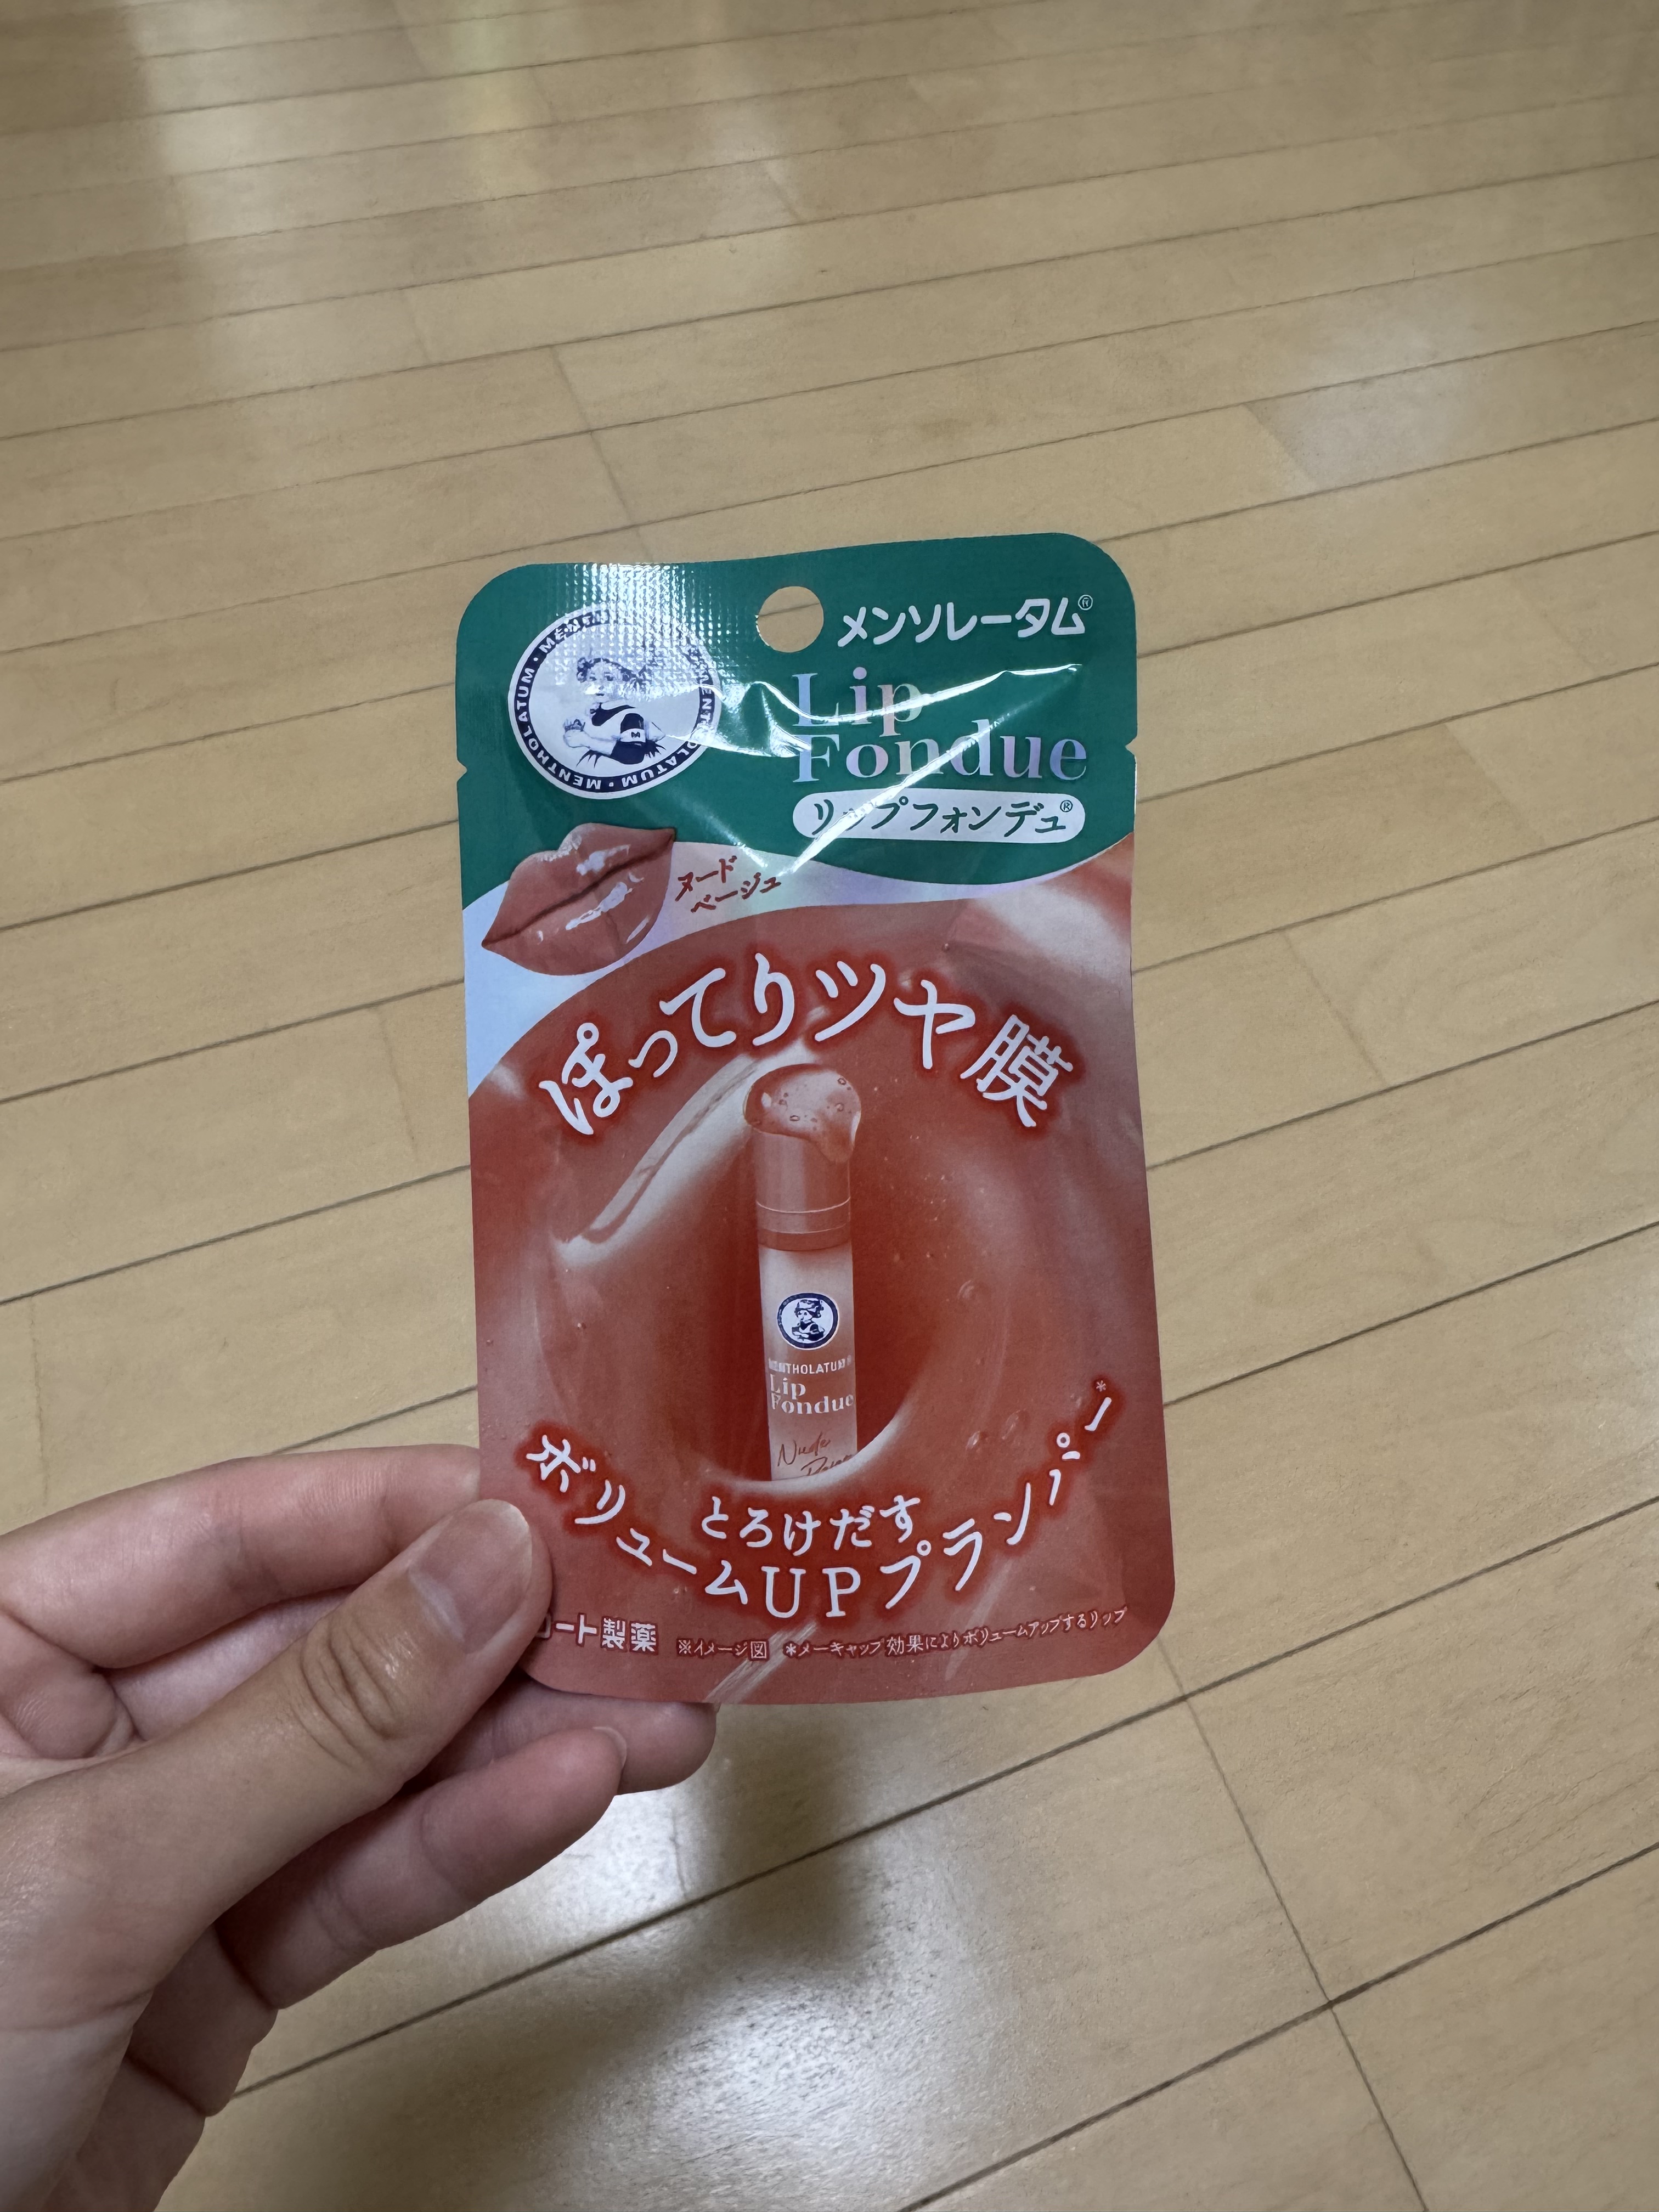 メンソレータム®
Lip
Fondue
リップフォンデュ®
MENTHOLATUM・MENTHOLATUM
ヌード
ベージュ
ぽってりツヤ膜
MENTHOLATUM®
Lip
Fondue
Nude
とろけだす
ボリュームUPプランパー*
ロート製薬 ※イメージ図 *メーキャップ効果によりボリュームアップするリップ